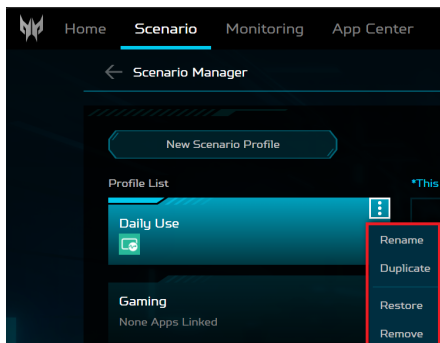 Home Scenario Monitoring App Center
Scenario Manager
New Scenario Profile
Profile List
*This
Daily Use
Rename
Duplicate
Gaming
Restore
None Apps Linked
Remove